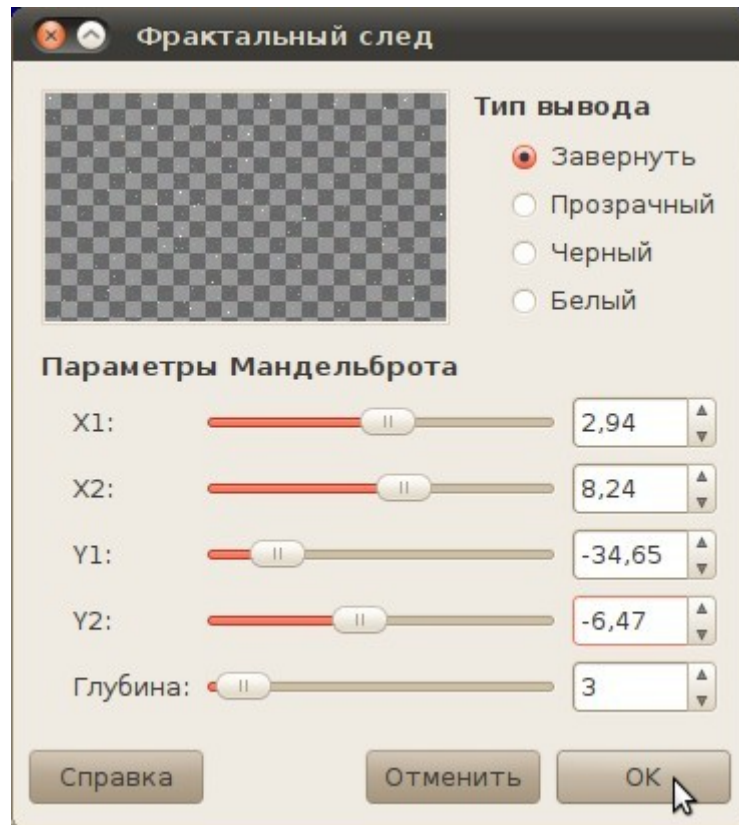 Фрактальный след
Тип вывода
Завернуть
Прозрачный
Черный
Белый
Параметры Мандельброта
X1: 2,94
X2: 8,24
Y1: -34,65
Y2: -6,47
Глубина: 3
Справка Отменить OK